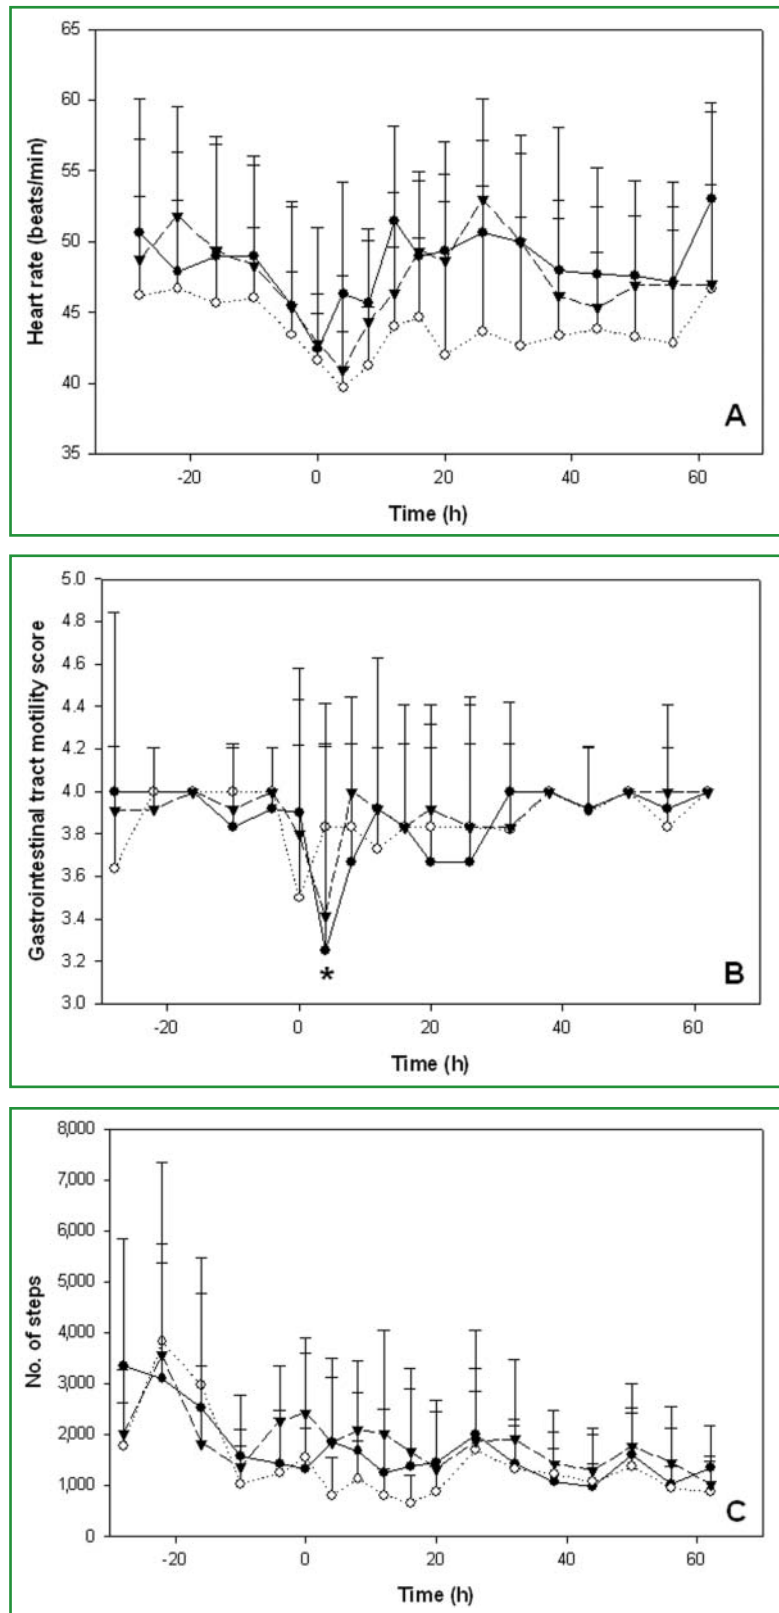 65
60
55
50
45
40
35
Heart rate (beats/min)
-20 0 20 40 60
Time (h)
A
5.0
4.8
4.6
4.4
4.2
4.0
3.8
3.6
3.4
3.2
3.0
Gastrointestinal tract motility score
*
-20 0 20 40 60
Time (h)
B
8,000
7,000
6,000
5,000
4,000
3,000
2,000
1,000
0
No. of steps
-20 0 20 40 60
Time (h)
C